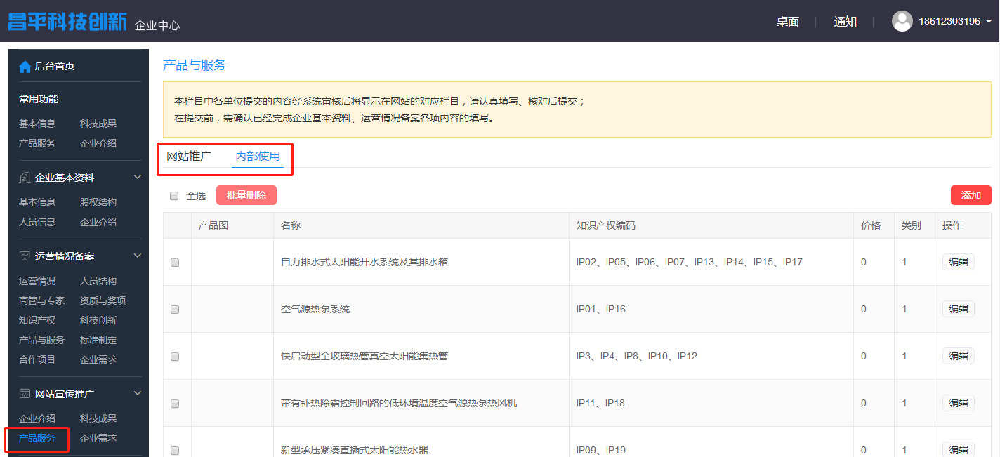 昌平科技创新 企业中心
桌面 通知 18612303196
后台首页
常用功能
基本信息 科技成果
产品服务 企业介绍
企业基本资料
基本信息 股权结构
人员信息 企业介绍
运营情况备案
运营情况 人员结构
高管与专家 资质与奖项
知识产权 科技创新
产品与服务 标准制定
合作项目 企业需求
网站宣传推广
企业介绍 科技成果
产品服务 企业需求
产品与服务
本栏目中各单位提交的内容经系统审核后将显示在网站的对应栏目，请认真填写、核对后提交；
在提交前，需确认已经完成企业基本资料、运营情况备案各项内容的填写。
网站推广 内部使用
全选 批量删除 添加
产品图 名称 知识产权编码 价格 类别 操作
自力排水式太阳能开水系统及其排水箱 IP02、IP05、IP06、IP07、IP13、IP14、IP15、IP17 0 1 编辑
空气源热泵系统 IP01、IP16 0 1 编辑
快启动型全玻璃热管真空太阳能集热管 IP3、IP4、IP8、IP10、IP12 0 1 编辑
带有补热除霜控制回路的低环境温度空气源热泵热风机 IP11、IP18 0 1 编辑
新型承压紧凑直插式太阳能热水器 IP09、IP19 0 1 编辑